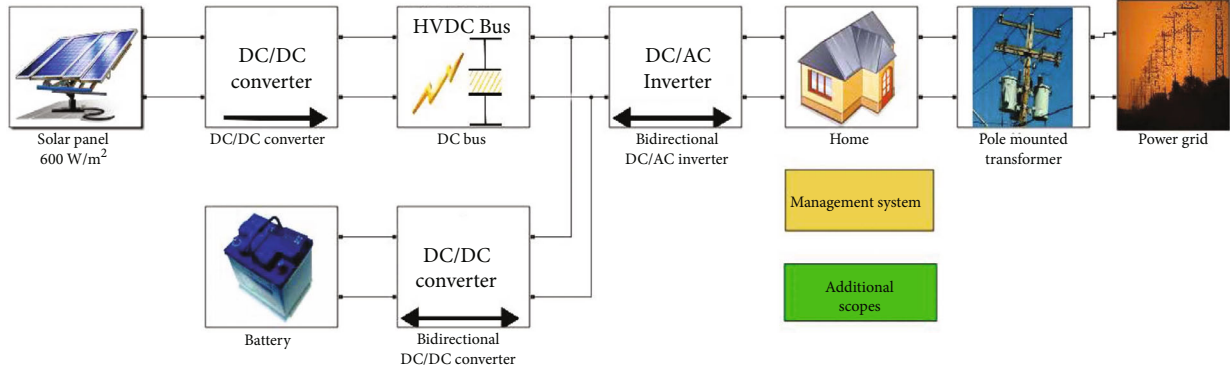 DC/DC
converter
HVDC Bus
DC/AC
Inverter
Solar panel
600 W/m²
DC/DC converter
DC bus
Bidirectional
DC/AC inverter
Home
Pole mounted
transformer
Power grid
Management system
DC/DC
converter
Additional
scopes
Battery
Bidirectional
DC/DC converter